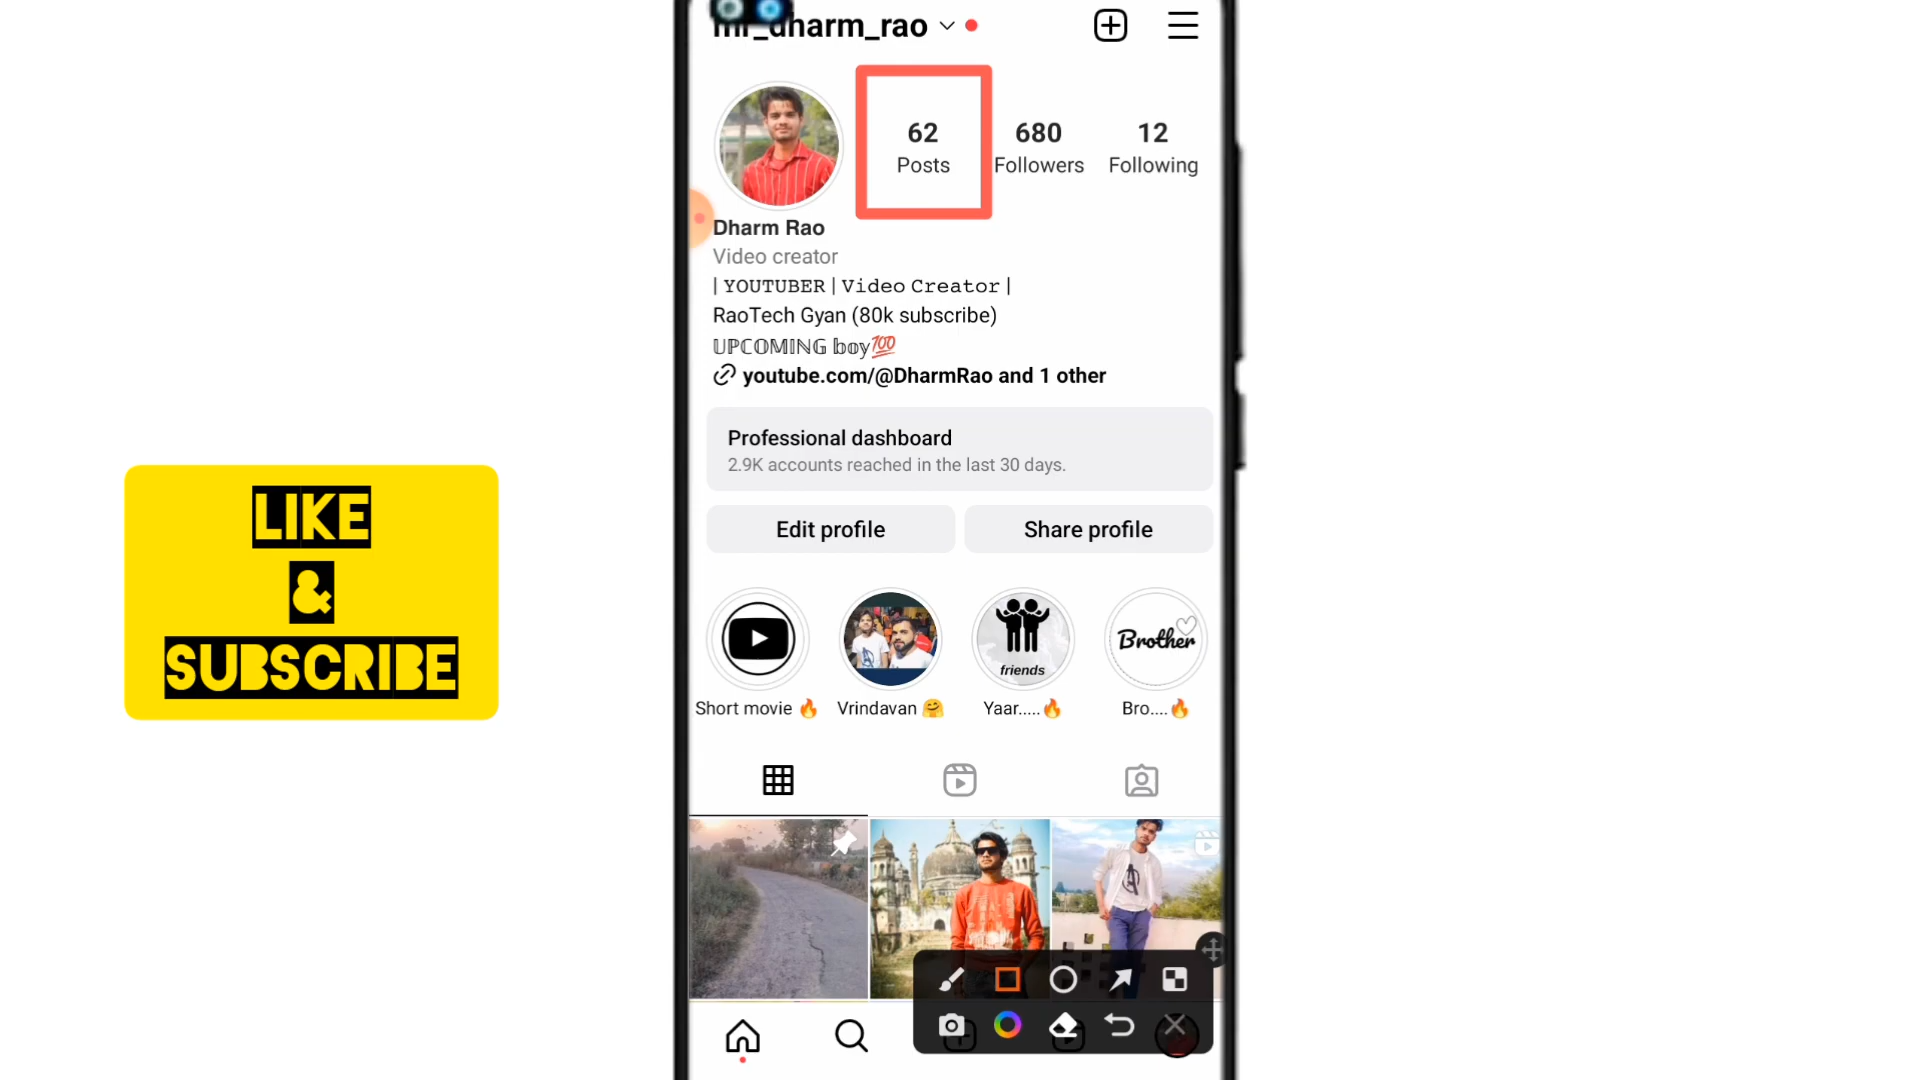 mr_dharm_rao
62
Posts
680
Followers
12
Following
Dharm Rao
Video creator
| YOUTUBER | Video Creator |
RaoTech Gyan (80k subscribe)
𝕌ℙℂ𝕆𝕄𝕀ℕ𝔾 𝕓𝕠𝕪💯
youtube.com/@DharmRao and 1 other
Professional dashboard
2.9K accounts reached in the last 30 days.
Edit profile
Share profile
friends
Brother
Short movie 🔥
Vrindavan 🤗
Yaar.....🔥
Bro....🔥
LIKE
&
SUBSCRIBE